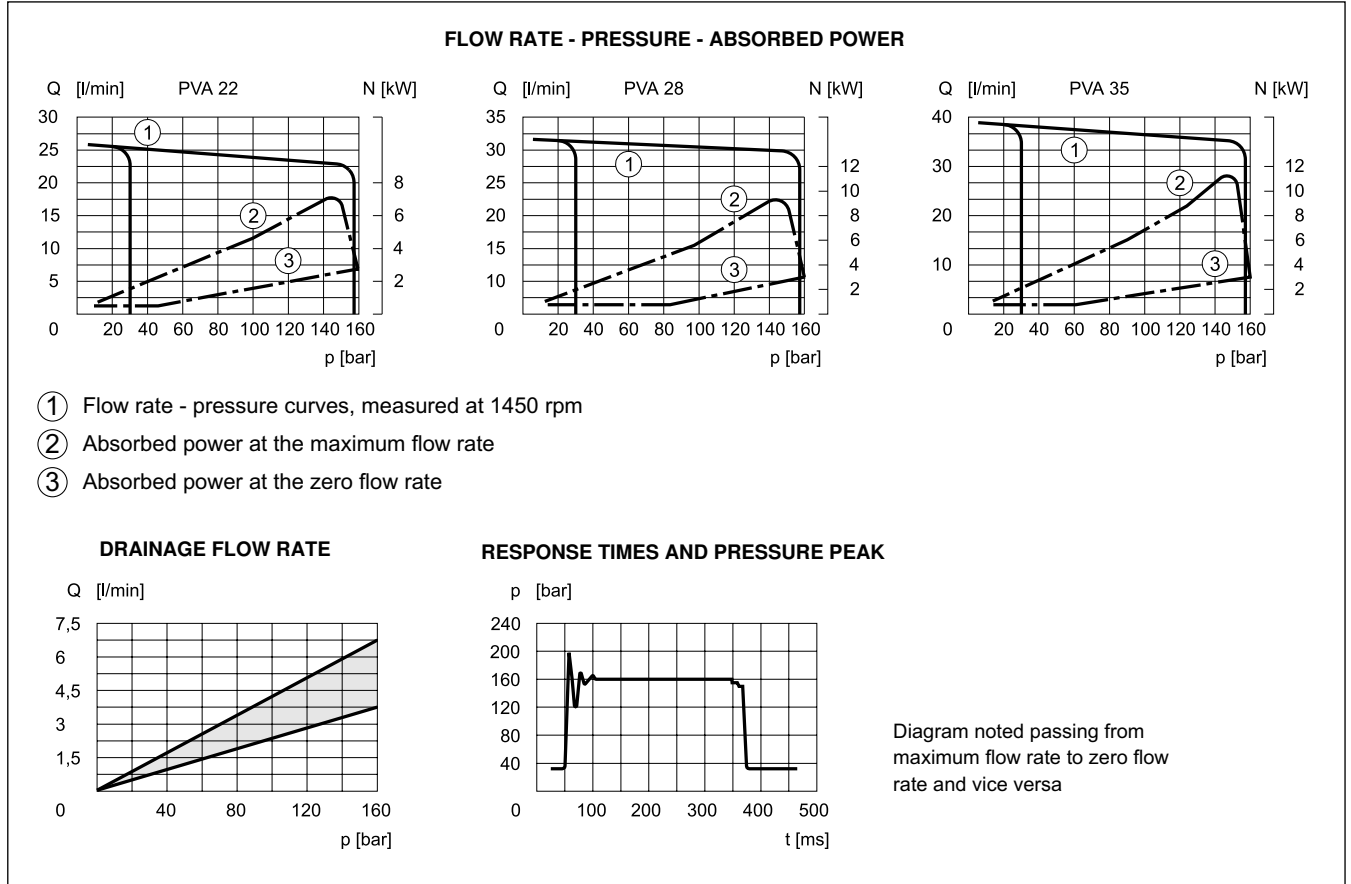 FLOW RATE - PRESSURE - ABSORBED POWER
Q [l/min] PVA 22 N [kW]
30
25
20
15
10
5
0
8
6
4
2
20 40 60 80 100 120 140 160
p [bar]
1
2
3
Q [l/min] PVA 28 N [kW]
35
30
25
20
15
10
0
12
10
8
6
4
2
20 40 60 80 100 120 140 160
p [bar]
1
2
3
Q [l/min] PVA 35 N [kW]
40
30
20
10
0
12
10
8
6
4
2
20 40 60 80 100 120 140 160
p [bar]
1
2
3
1 Flow rate - pressure curves, measured at 1450 rpm
2 Absorbed power at the maximum flow rate
3 Absorbed power at the zero flow rate
DRAINAGE FLOW RATE
Q [l/min]
7,5
6
4,5
3
1,5
0 40 80 120 160
p [bar]
RESPONSE TIMES AND PRESSURE PEAK
p [bar]
240
200
160
120
80
40
0 100 200 300 400 500
t [ms]
Diagram noted passing from
maximum flow rate to zero flow
rate and vice versa